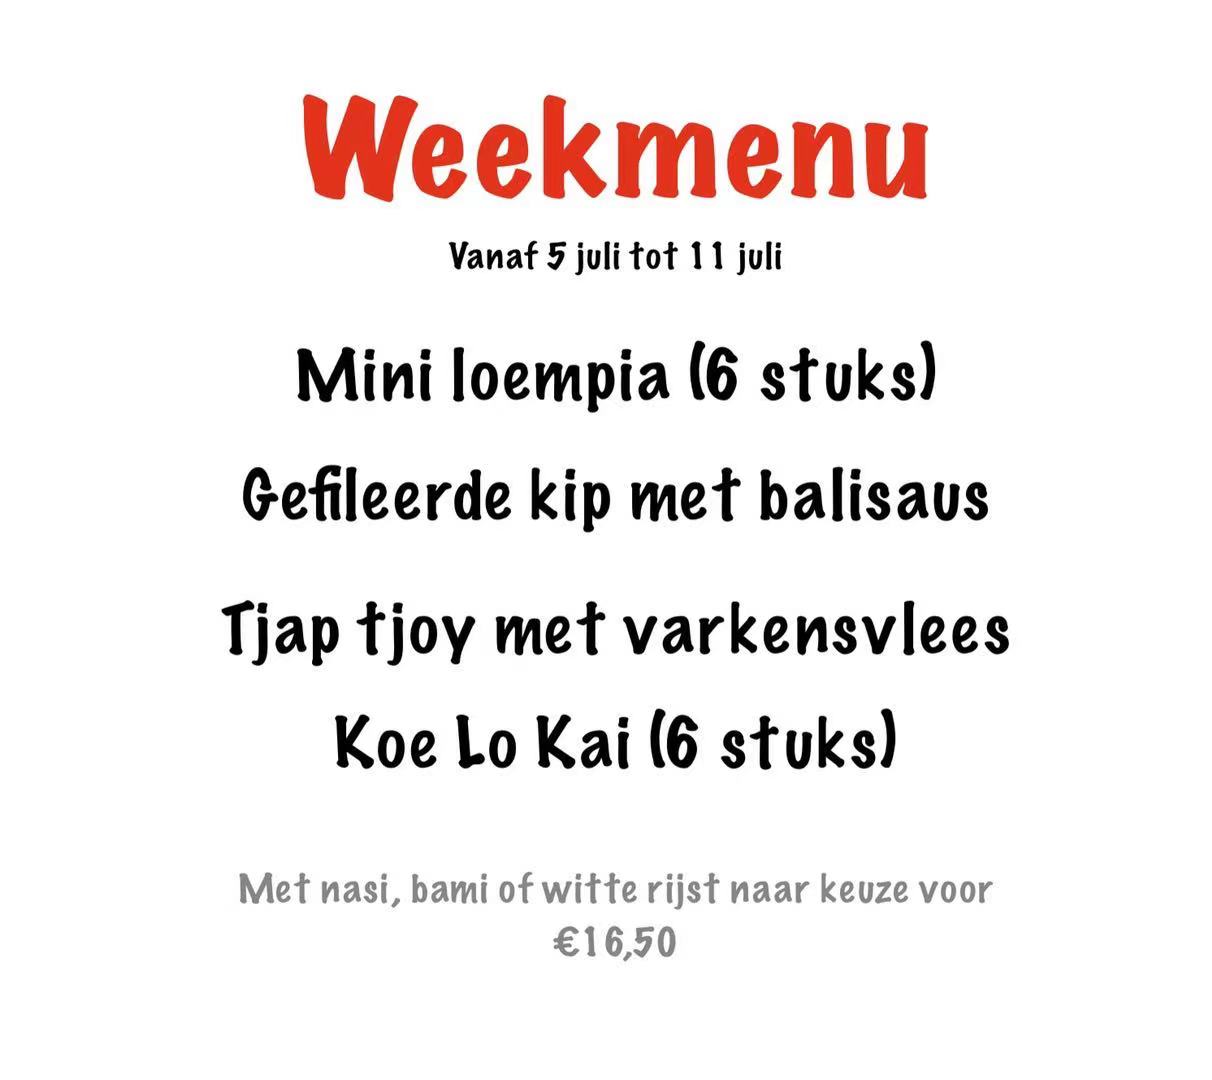 Weekmenu
Vanaf 5 juli tot 11 juli
Mini loempia (6 stuks)
Gefileerde kip met balisaus
Tjap tjoy met varkensvlees
Koe Lo Kai (6 stuks)
Met nasi, bami of witte rijst naar keuze voor
€16,50